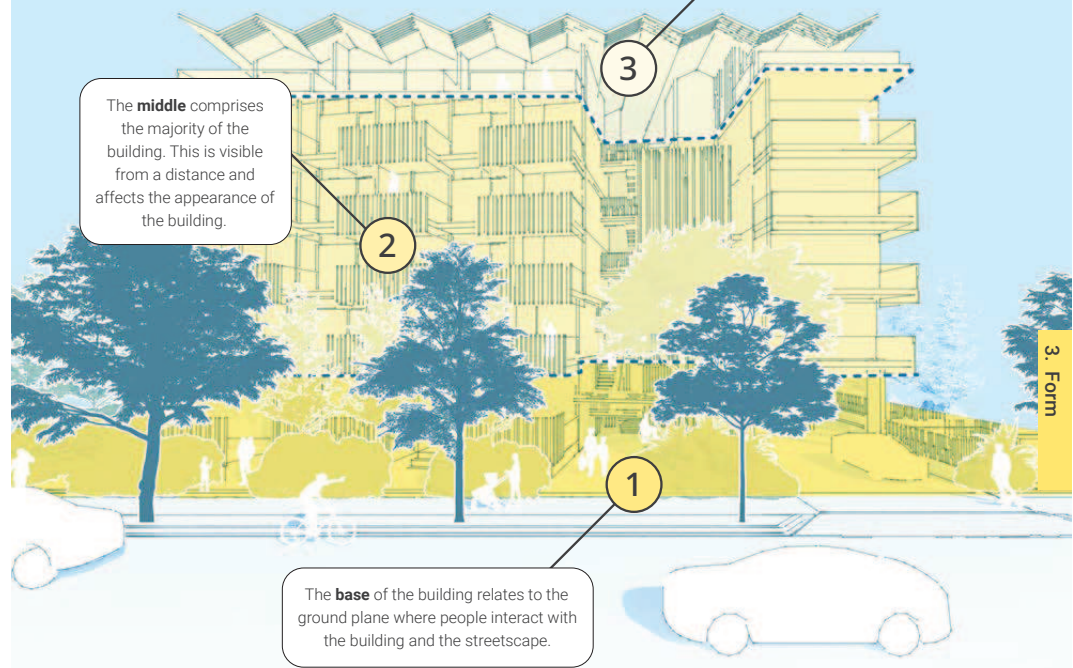 3
The middle comprises
the majority of the
building. This is visible
from a distance and
affects the appearance of
the building.
2
3. Form
1
The base of the building relates to the
ground plane where people interact with
the building and the streetscape.